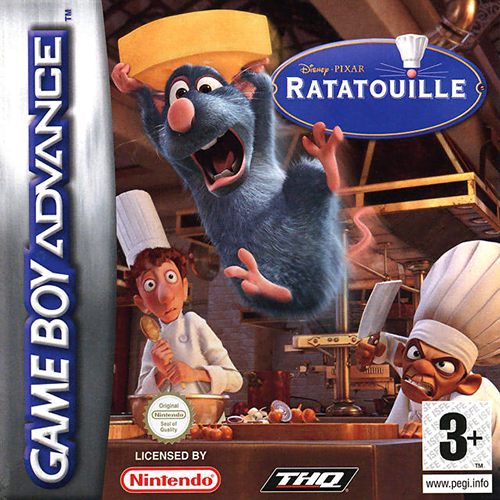 GAME BOY ADVANCE™
Disney • PIXAR
RATATOUILLE
Original
Nintendo
Seal of
Quality
LICENSED BY
Nintendo
THQ
3+
™
www.pegi.info